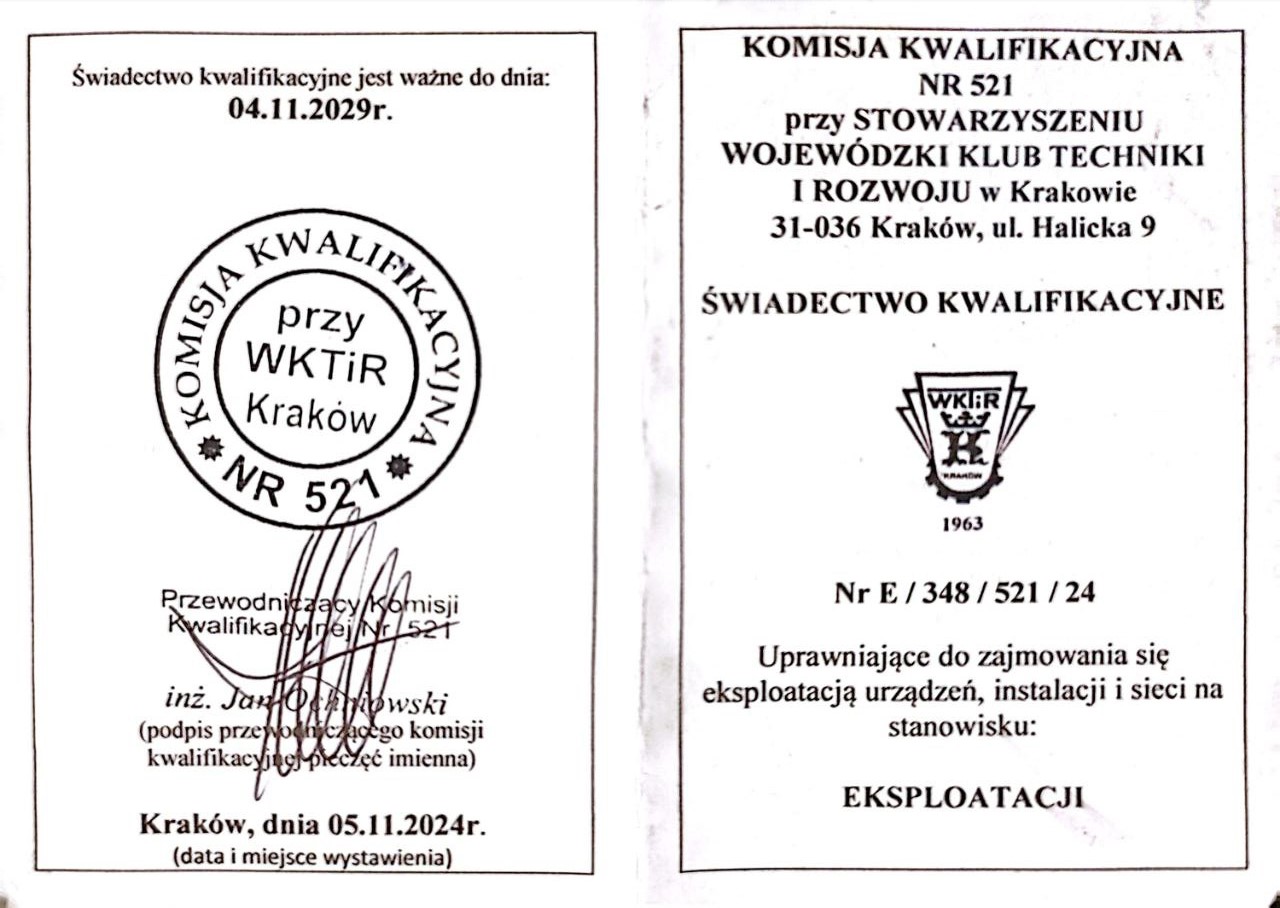 Świadectwo kwalifikacyjne jest ważne do dnia:
04.11.2029r.
KOMISJA KWALIFIKACYJNA
przy
WKTiR
Kraków
NR 521
Przewodniczący Komisji
Kwalifikacyjnej Nr 521
inż. Jan Ochniowski
(podpis przewodniczącego komisji
kwalifikacyjnej pieczęć imienna)
Kraków, dnia 05.11.2024r.
(data i miejsce wystawienia)
KOMISJA KWALIFIKACYJNA
NR 521
przy STOWARZYSZENIU
WOJEWÓDZKI KLUB TECHNIKI
I ROZWOJU w Krakowie
31-036 Kraków, ul. Halicka 9
ŚWIADECTWO KWALIFIKACYJNE
WKTiR
K
KRAKÓW
1963
Nr E / 348 / 521 / 24
Uprawniające do zajmowania się
eksploatacją urządzeń, instalacji i sieci na
stanowisku:
EKSPLOATACJI